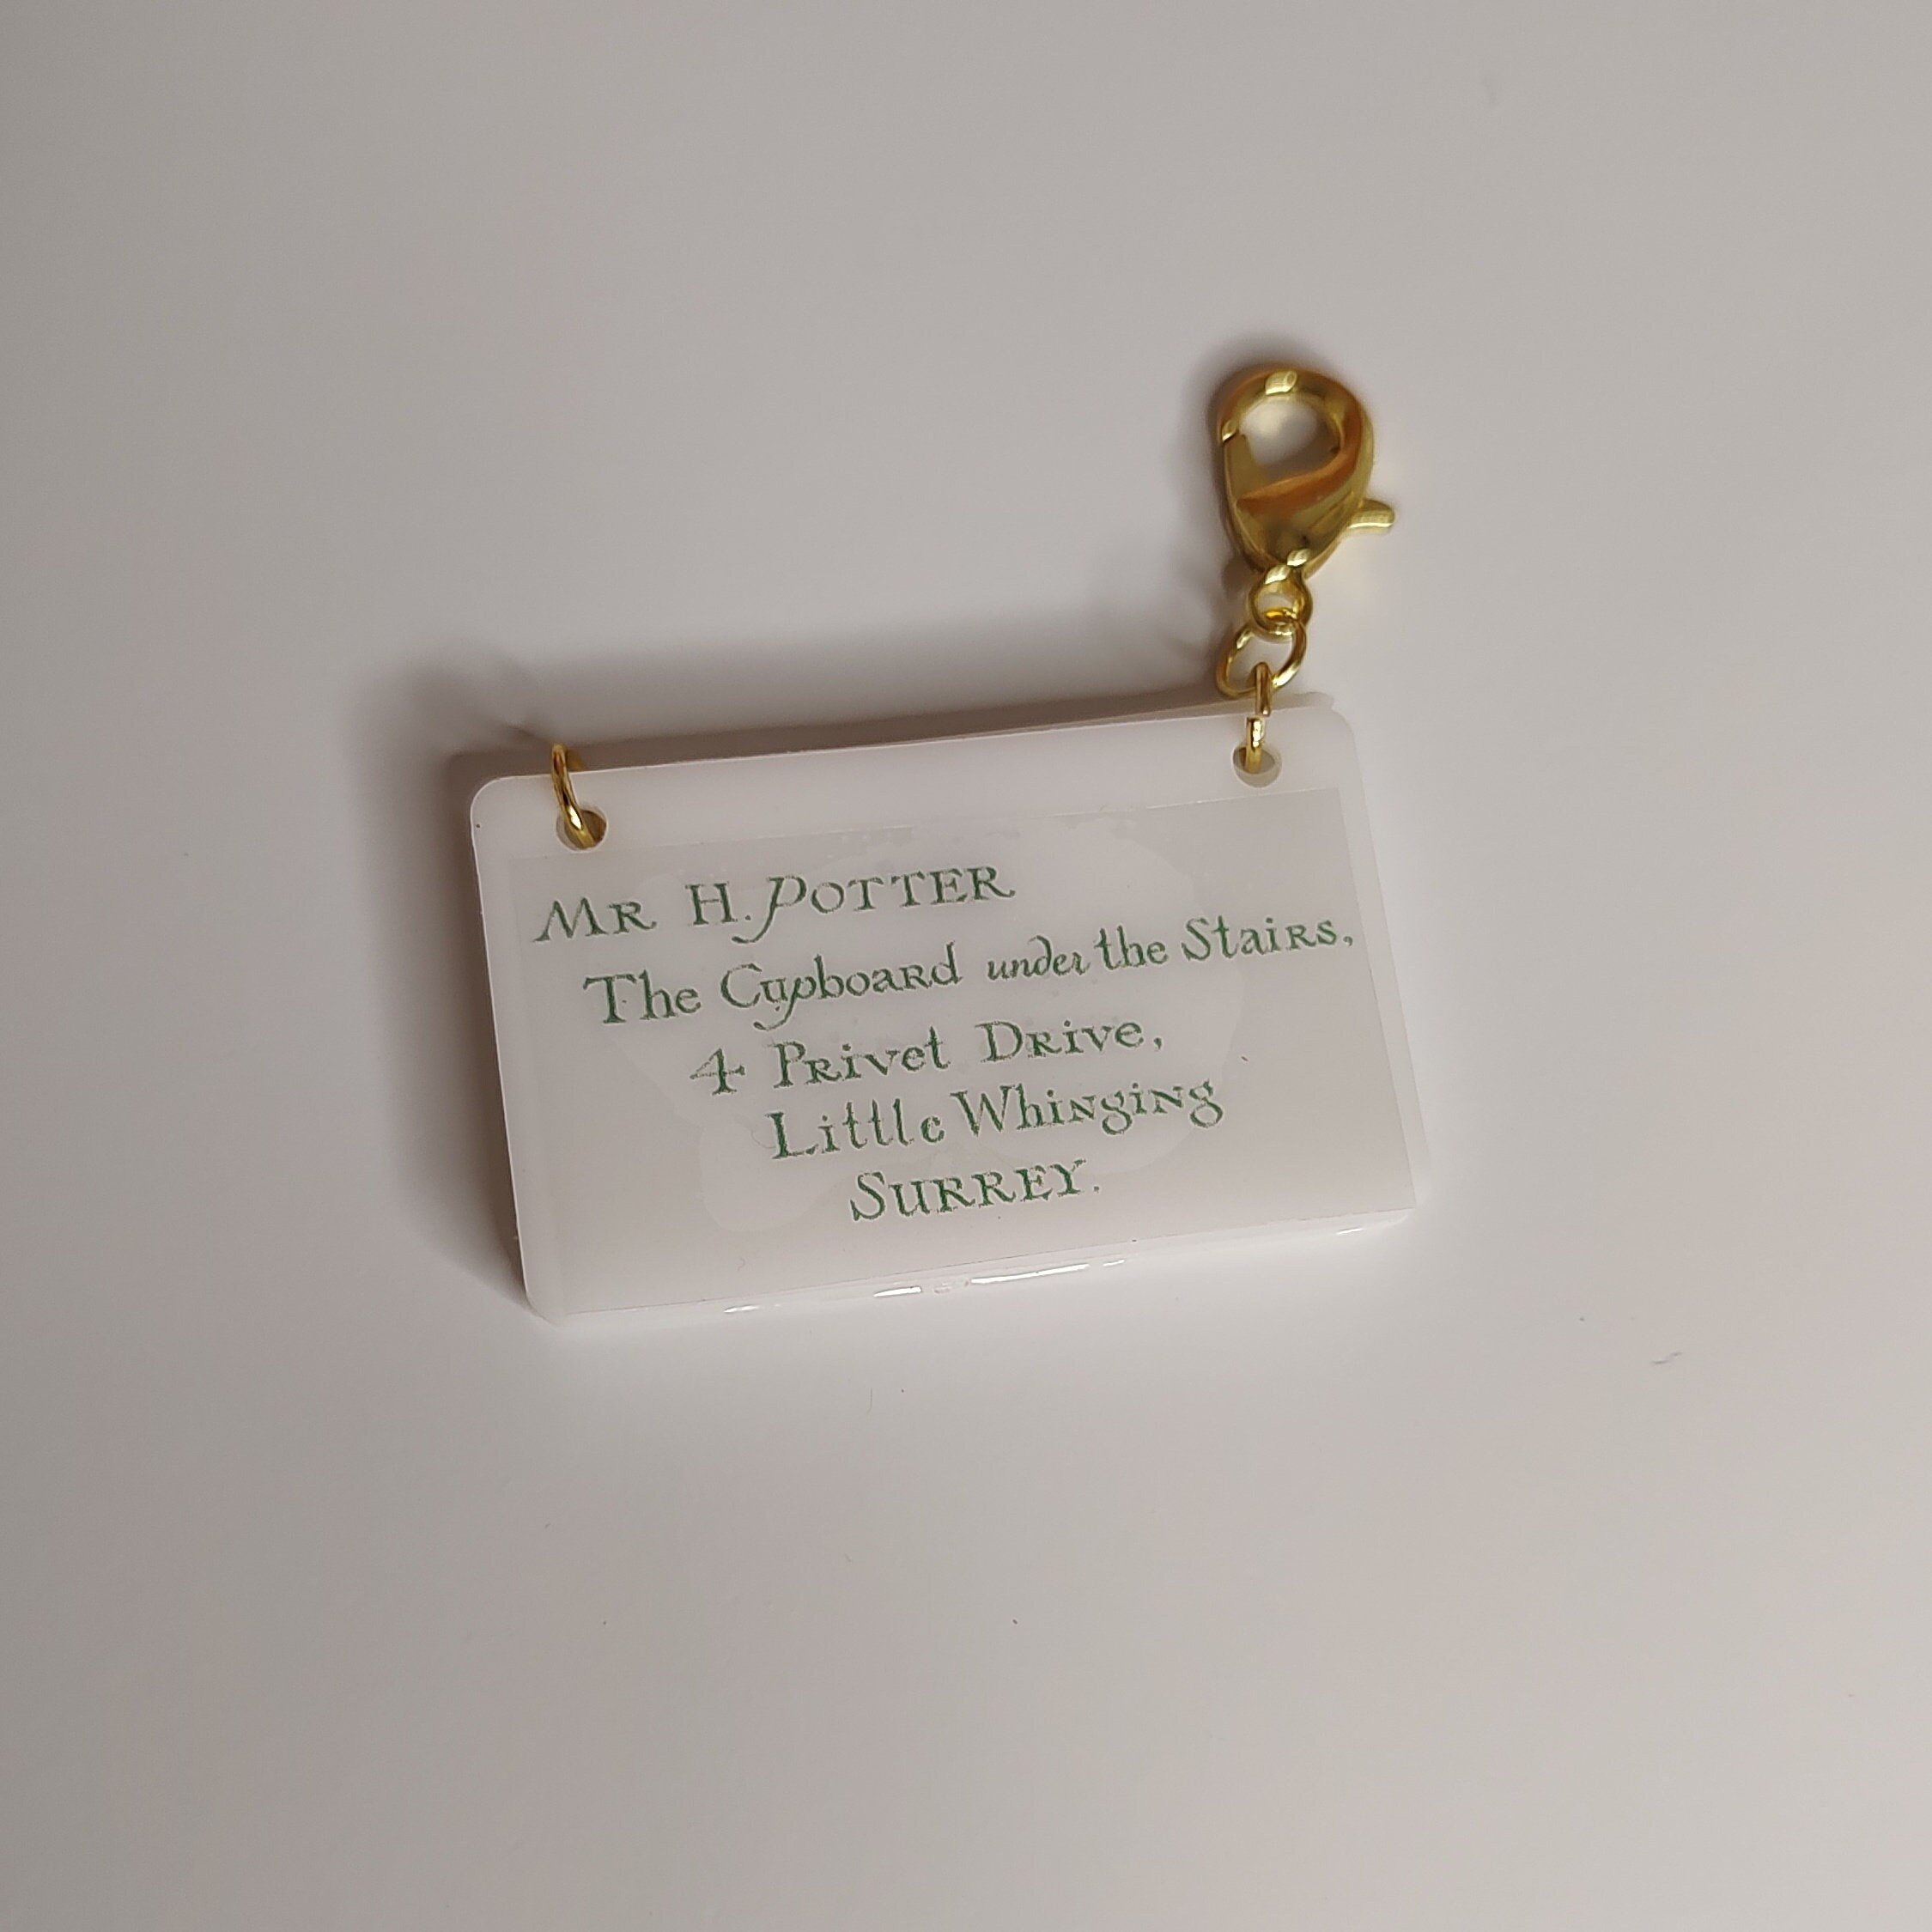 MR H. POTTER
The Cupboard under the Stairs,
4 Privet Drive,
Little Whinging
SURREY.